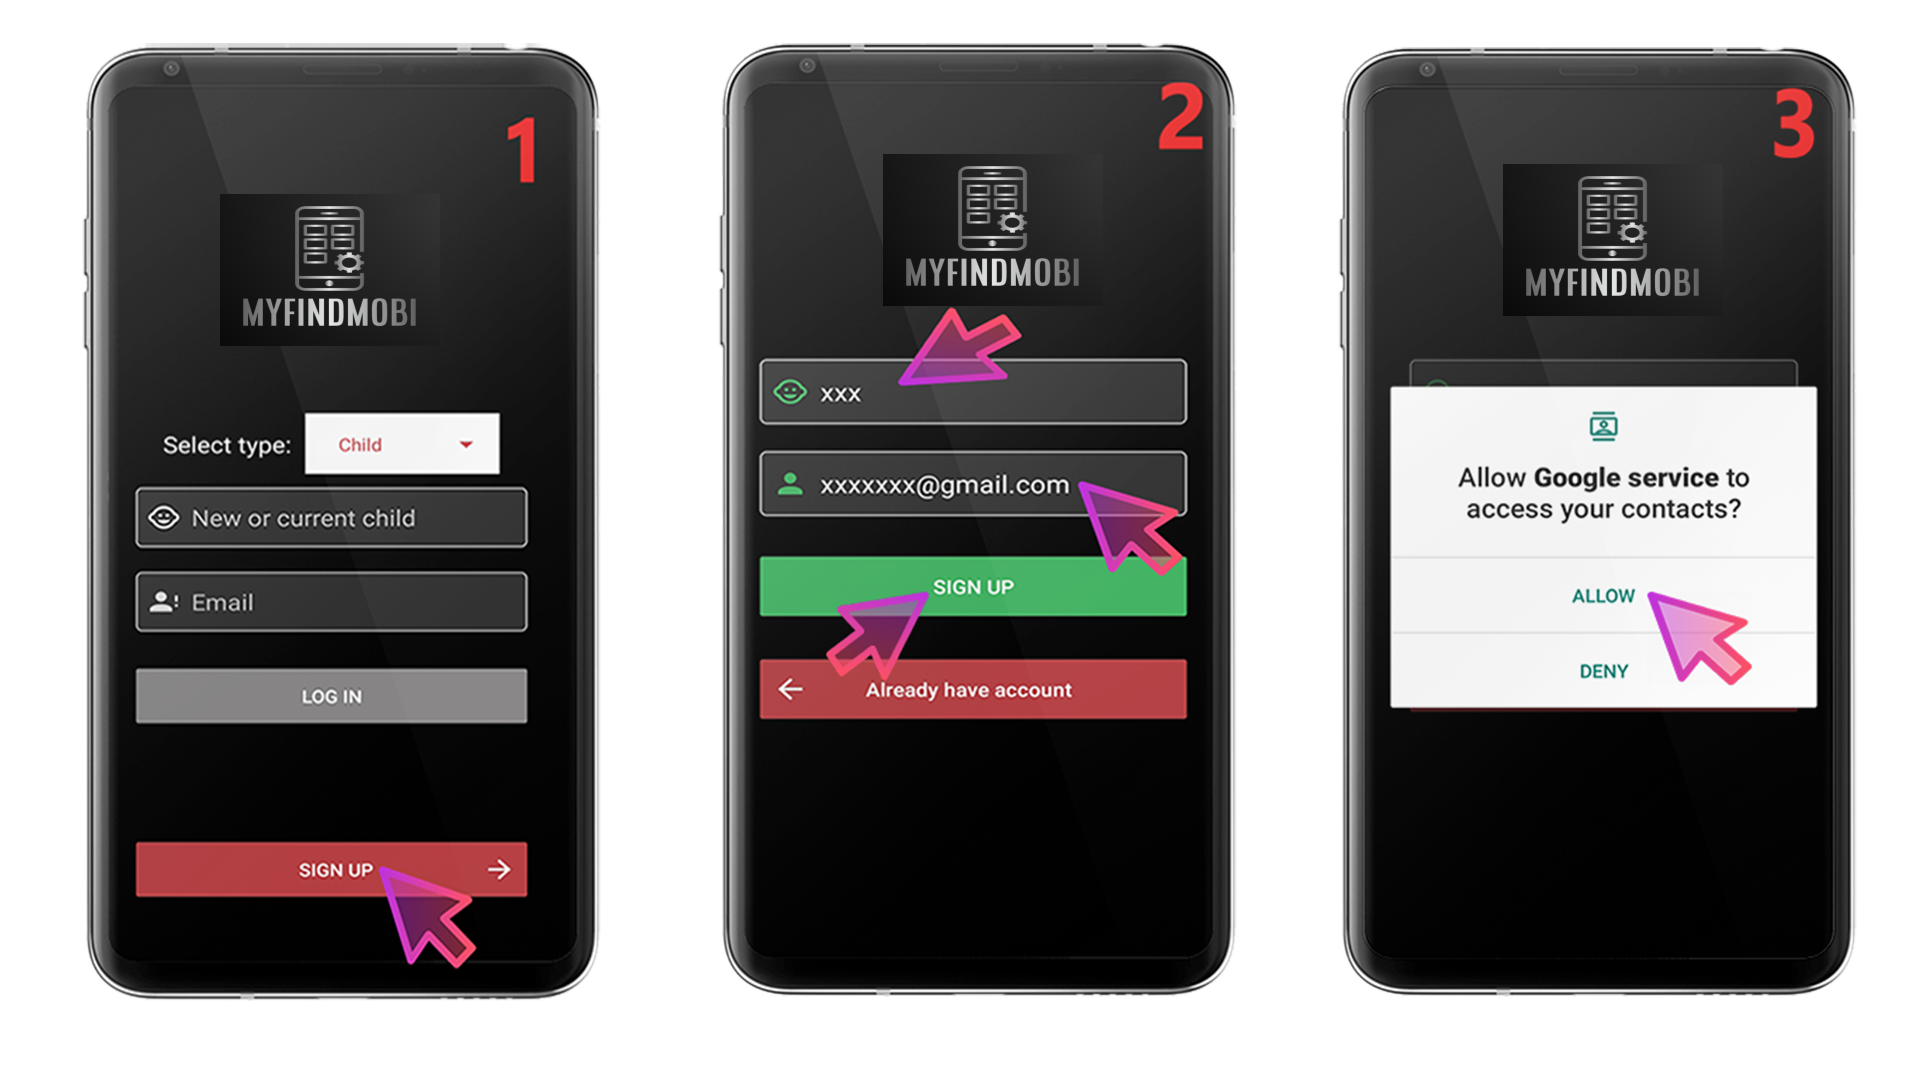 1
MYFINDMOBI
Select type: Child
New or current child
Email
LOG IN
SIGN UP
2
MYFINDMOBI
xxx
xxxxxxx@gmail.com
SIGN UP
Already have account
3
MYFINDMOBI
Allow Google service to
access your contacts?
ALLOW
DENY